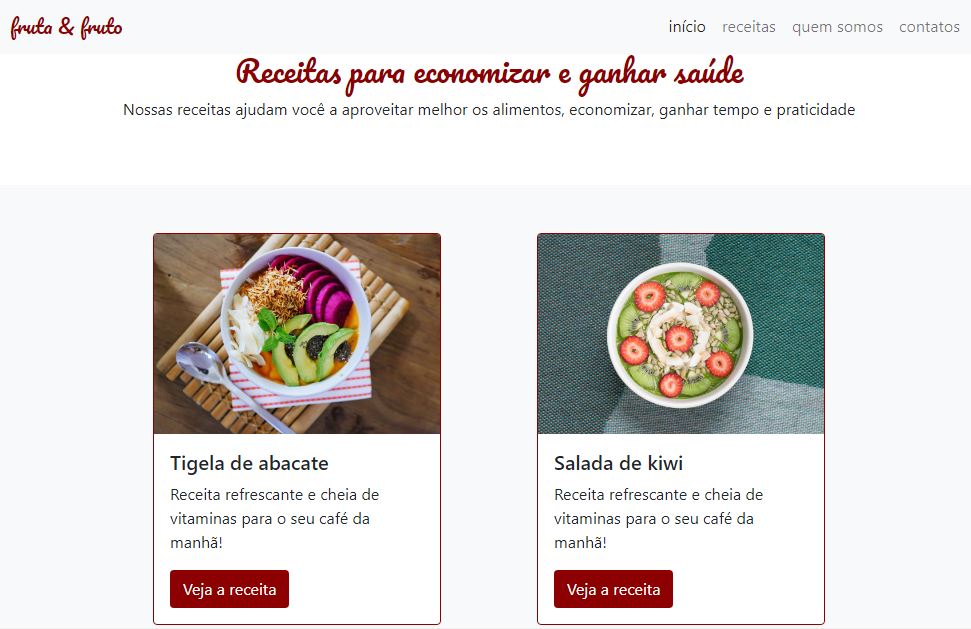 fruta & fruto
início receitas quem somos contatos
Receitas para economizar e ganhar saúde
Nossas receitas ajudam você a aproveitar melhor os alimentos, economizar, ganhar tempo e praticidade
Tigela de abacate
Receita refrescante e cheia de
vitaminas para o seu café da
manhã!
Veja a receita
Salada de kiwi
Receita refrescante e cheia de
vitaminas para o seu café da
manhã!
Veja a receita